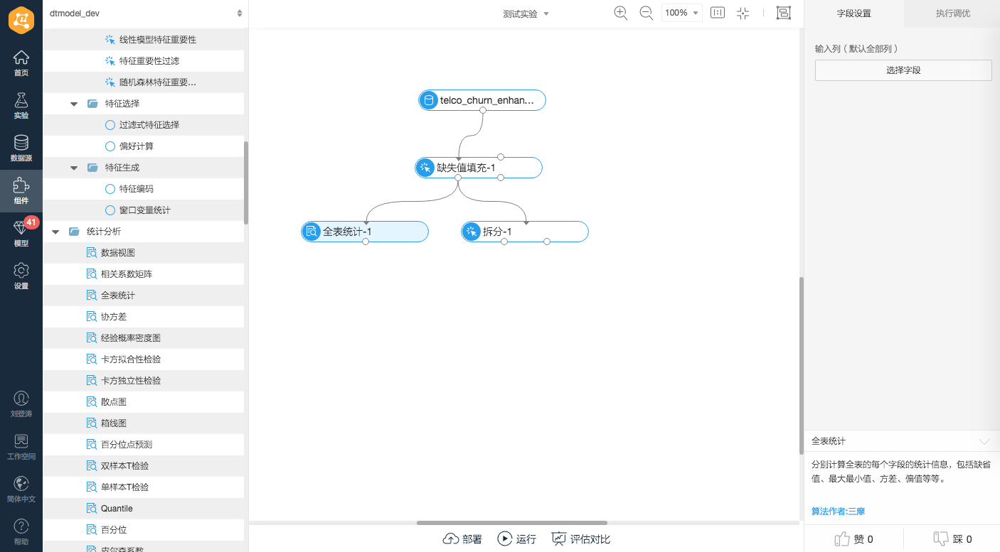 dtmodel_dev
首页
实验
数据源
组件
41
模型
设置
刘登涛
工作空间
简体中文
帮助
线性模型特征重要性
特征重要性过滤
随机森林特征重要...
特征选择
过滤式特征选择
偏好计算
特征生成
特征编码
窗口变量统计
统计分析
数据视图
相关系数矩阵
全表统计
协方差
经验概率密度图
卡方拟合性检验
卡方独立性检验
散点图
箱线图
百分位点预测
双样本T检验
单样本T检验
Quantile
百分位
皮尔森系数
测试实验
100%
telco_churn_enhan...
缺失值填充-1
全表统计-1
拆分-1
部署
运行
评估对比
字段设置
执行调优
输入列 ( 默认全部列 )
选择字段
全表统计
分别计算全表的每个字段的统计信息，包括缺省
值、最大最小值、方差、偏值等等。
算法作者:三摩
赞 0
踩 0